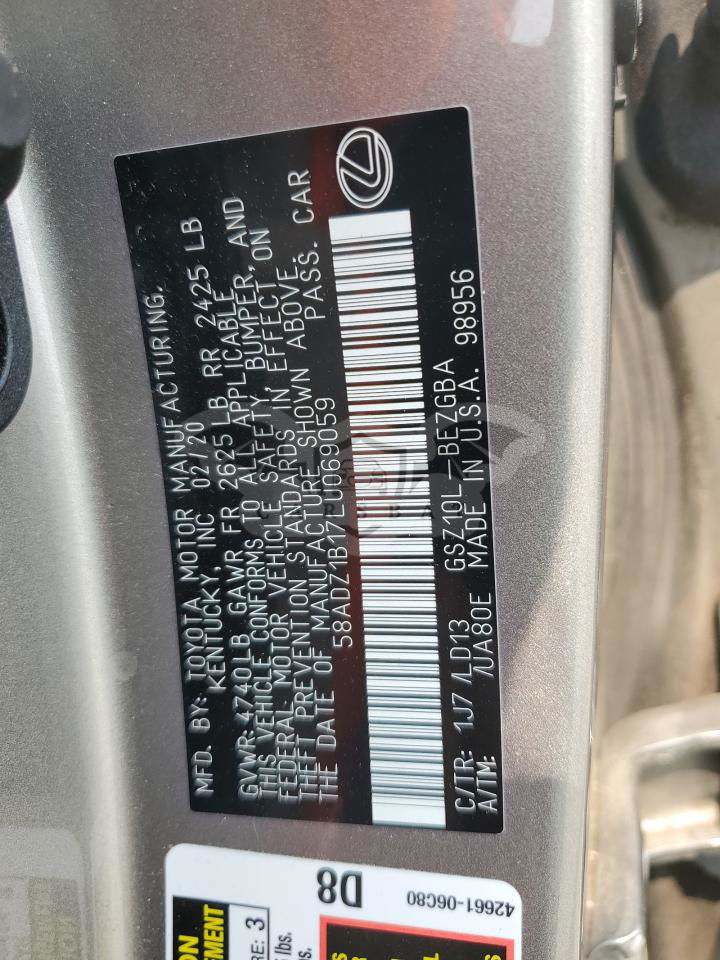 MFD. BY: TOYOTA MOTOR MANUFACTURING,
KENTUCKY, INC 02/20
GVWR 4740LB GAWR FR 2625 LB RR 2425 LB
THIS VEHICLE CONFORMS TO ALL APPLICABLE
FEDERAL MOTOR VEHICLE SAFETY, BUMPER, AND
THEFT PREVENTION STANDARDS IN EFFECT ON
THE DATE OF MANUFACTURE SHOWN ABOVE.
58ADZ1B17LU069059 PASS. CAR
C/TR: 1J7 /LD13 GSZ10L-BEZGBA
A/TM: /UA80E MADE IN U.S.A. 98956
D8
42661-06C80